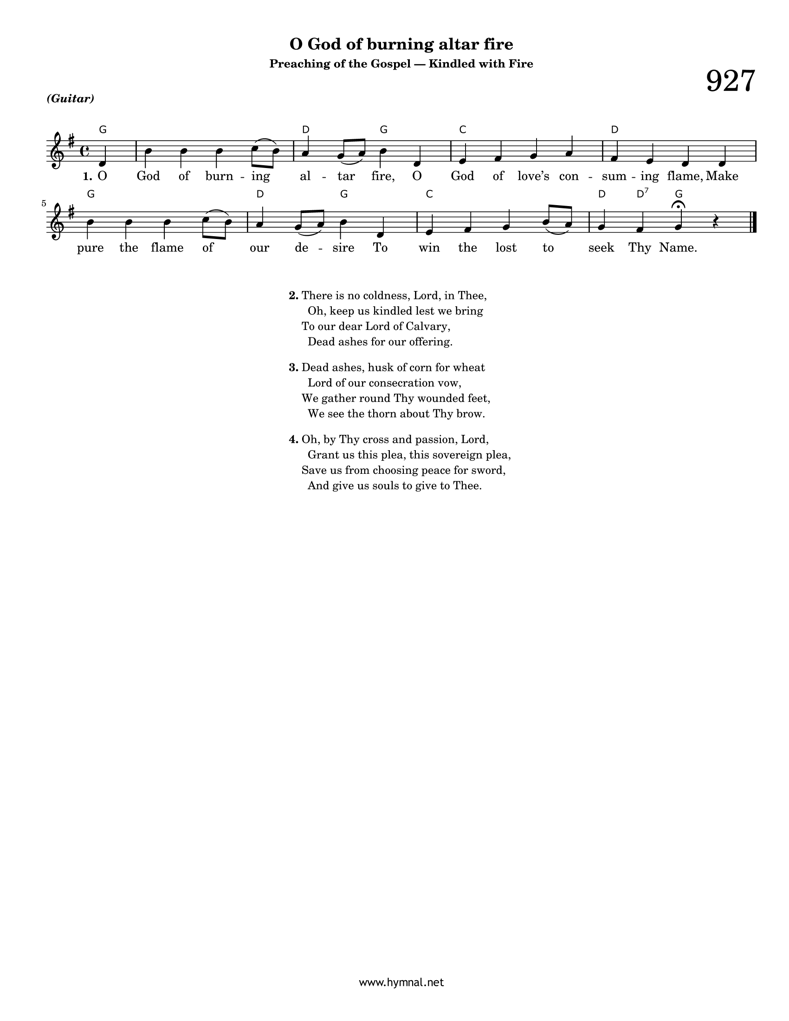 O God of burning altar fire
Preaching of the Gospel — Kindled with Fire
927
(Guitar)
G D G C D
1. O God of burn - ing al - tar fire, O God of love's con - sum - ing flame, Make
5
G D G C D D7 G
pure the flame of our de - sire To win the lost to seek Thy Name.
2. There is no coldness, Lord, in Thee,
Oh, keep us kindled lest we bring
To our dear Lord of Calvary,
Dead ashes for our offering.
3. Dead ashes, husk of corn for wheat
Lord of our consecration vow,
We gather round Thy wounded feet,
We see the thorn about Thy brow.
4. Oh, by Thy cross and passion, Lord,
Grant us this plea, this sovereign plea,
Save us from choosing peace for sword,
And give us souls to give to Thee.
www.hymnal.net